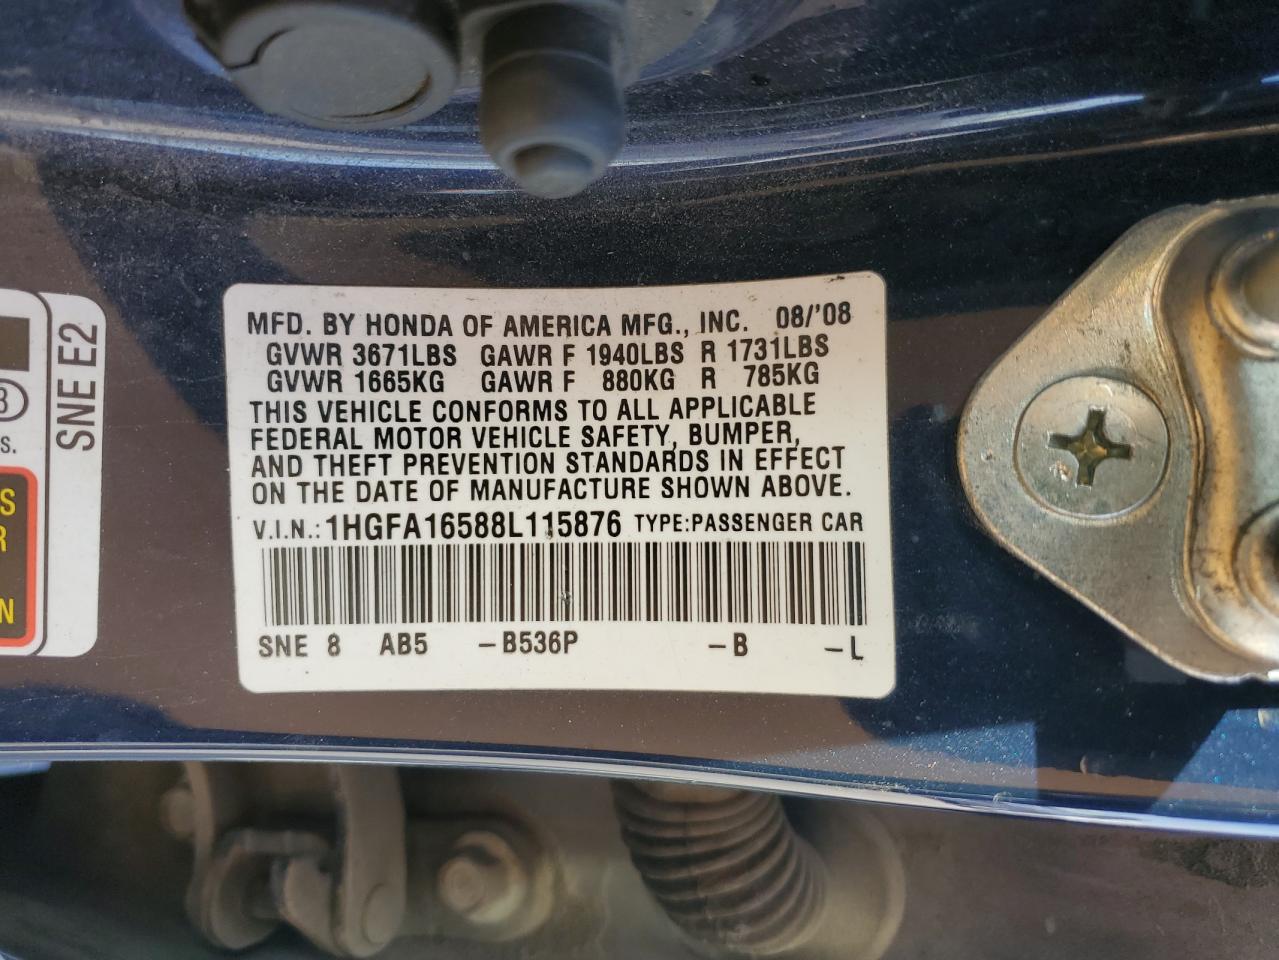 MFD. BY HONDA OF AMERICA MFG., INC. 08/'08
GVWR 3671LBS GAWR F 1940LBS R 1731LBS
GVWR 1665KG GAWR F 880KG R 785KG
THIS VEHICLE CONFORMS TO ALL APPLICABLE
FEDERAL MOTOR VEHICLE SAFETY, BUMPER,
AND THEFT PREVENTION STANDARDS IN EFFECT
ON THE DATE OF MANUFACTURE SHOWN ABOVE.
V.I.N.: 1HGFA16588L115876 TYPE:PASSENGER CAR
SNE 8 AB5 -B536P -B -L
SNE E2
3
S.
S
R
N